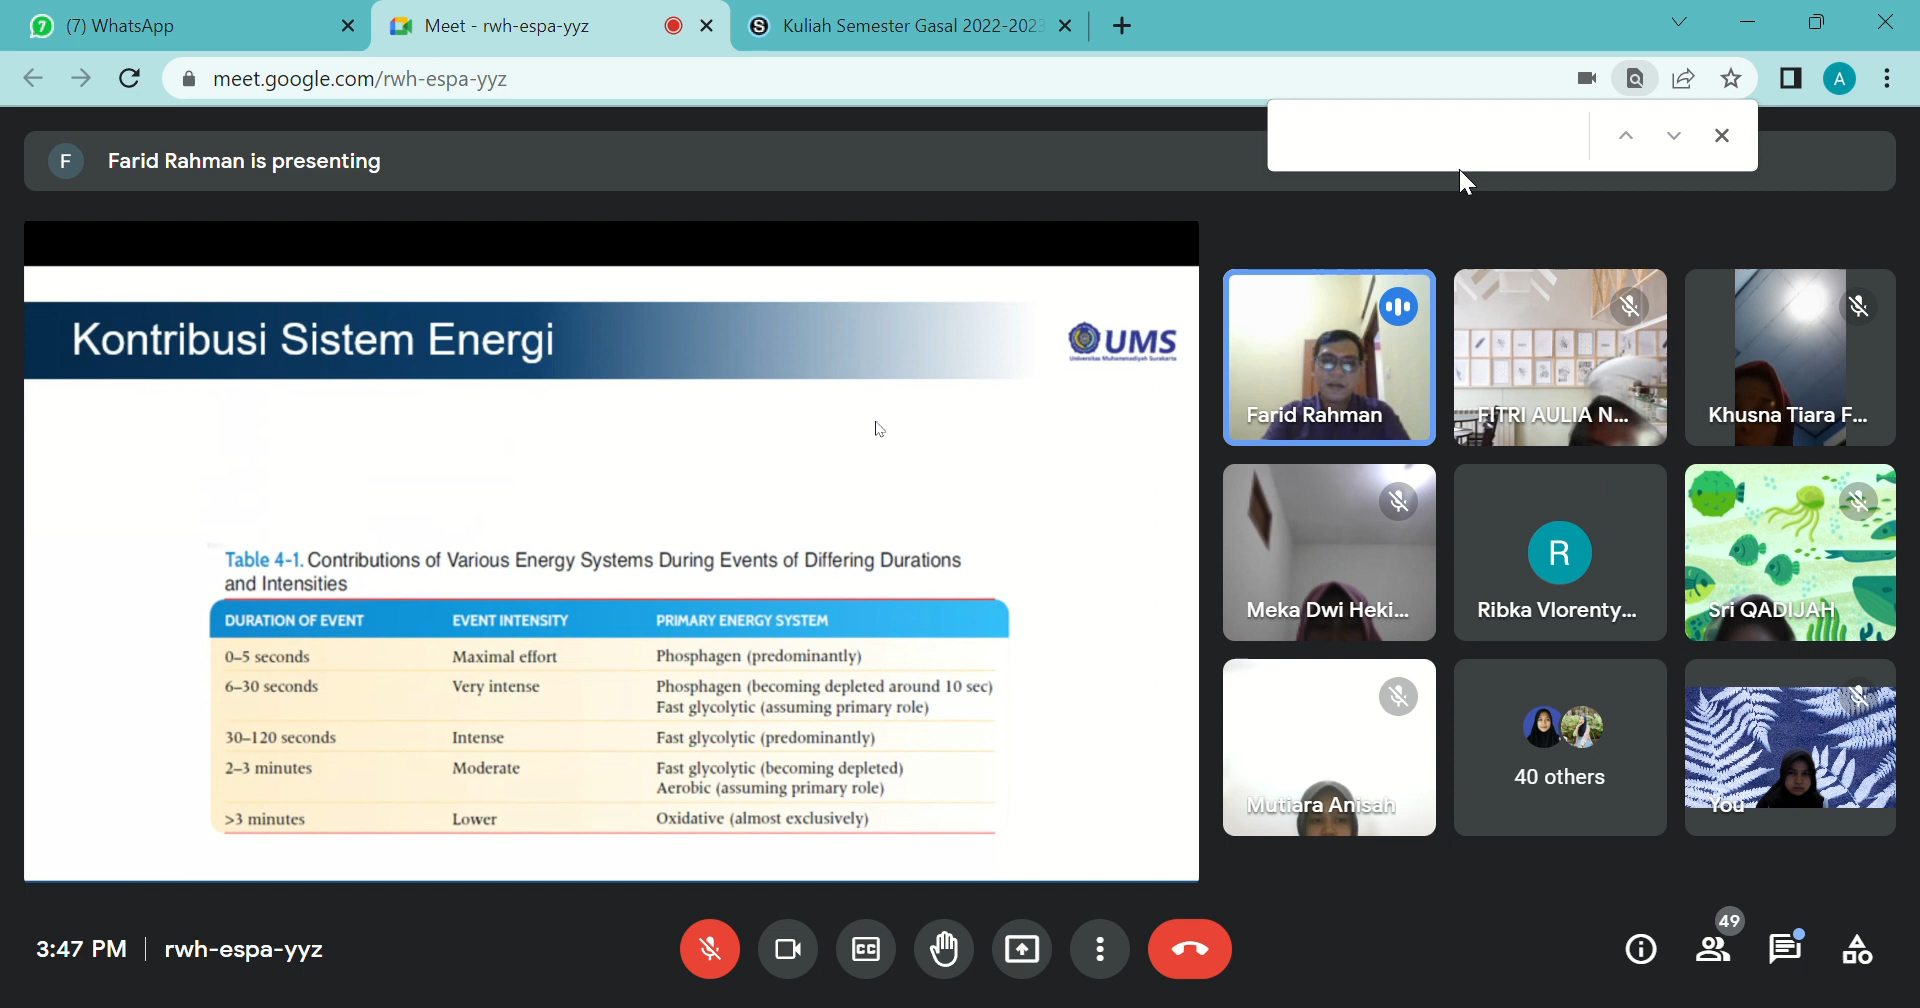 (7) WhatsApp
Meet - rwh-espa-yyz
Kuliah Semester Gasal 2022-2023
meet.google.com/rwh-espa-yyz
A
F
Farid Rahman is presenting
Kontribusi Sistem Energi
UMS
Universitas Muhammadiyah Surakarta
Table 4-1. Contributions of Various Energy Systems During Events of Differing Durations
and Intensities
DURATION OF EVENT EVENT INTENSITY PRIMARY ENERGY SYSTEM
0–5 seconds Maximal effort Phosphagen (predominantly)
6–30 seconds Very intense Phosphagen (becoming depleted around 10 sec)
Fast glycolytic (assuming primary role)
30–120 seconds Intense Fast glycolytic (predominantly)
2–3 minutes Moderate Fast glycolytic (becoming depleted)
Aerobic (assuming primary role)
>3 minutes Lower Oxidative (almost exclusively)
Farid Rahman
FITRI AULIA N...
Khusna Tiara F...
Meka Dwi Heki...
R
Ribka Vlorenty...
Sri QADIJAH
Mutiara Anisah
40 others
You
3:47 PM | rwh-espa-yyz
CC
49